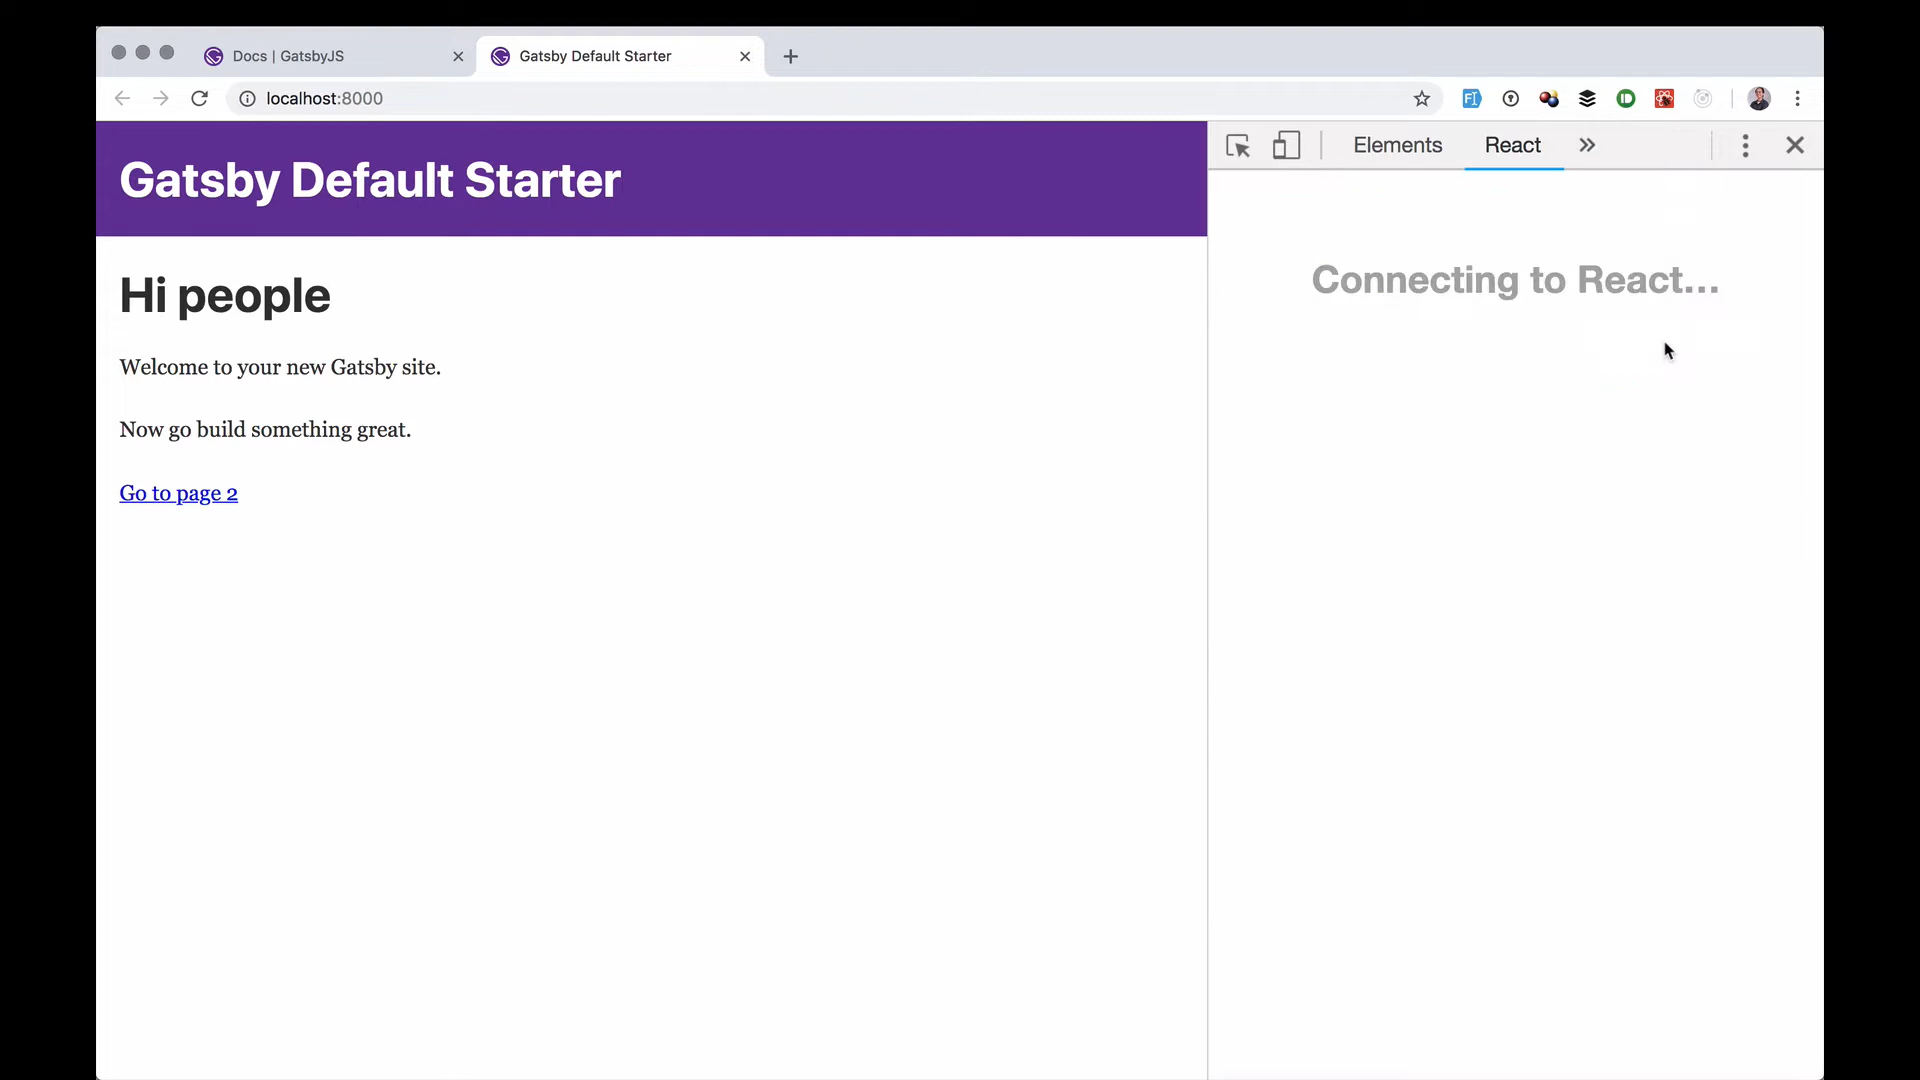 Docs | GatsbyJS
Gatsby Default Starter
localhost:8000
Gatsby Default Starter
Elements
React
Connecting to React...
Hi people
Welcome to your new Gatsby site.
Now go build something great.
Go to page 2